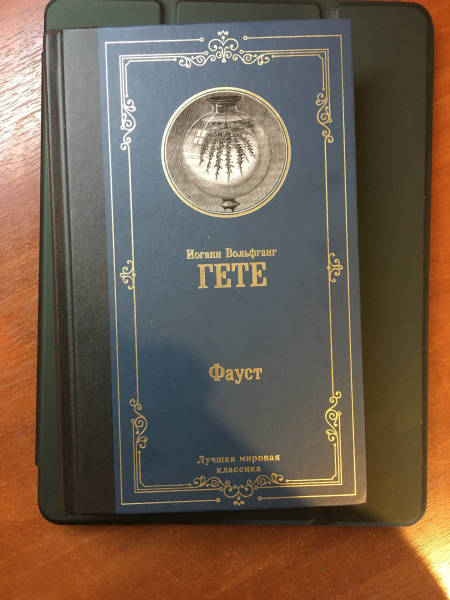 Иоганн Вольфганг
ГЕТЕ
Фауст
Лучшая мировая
классика